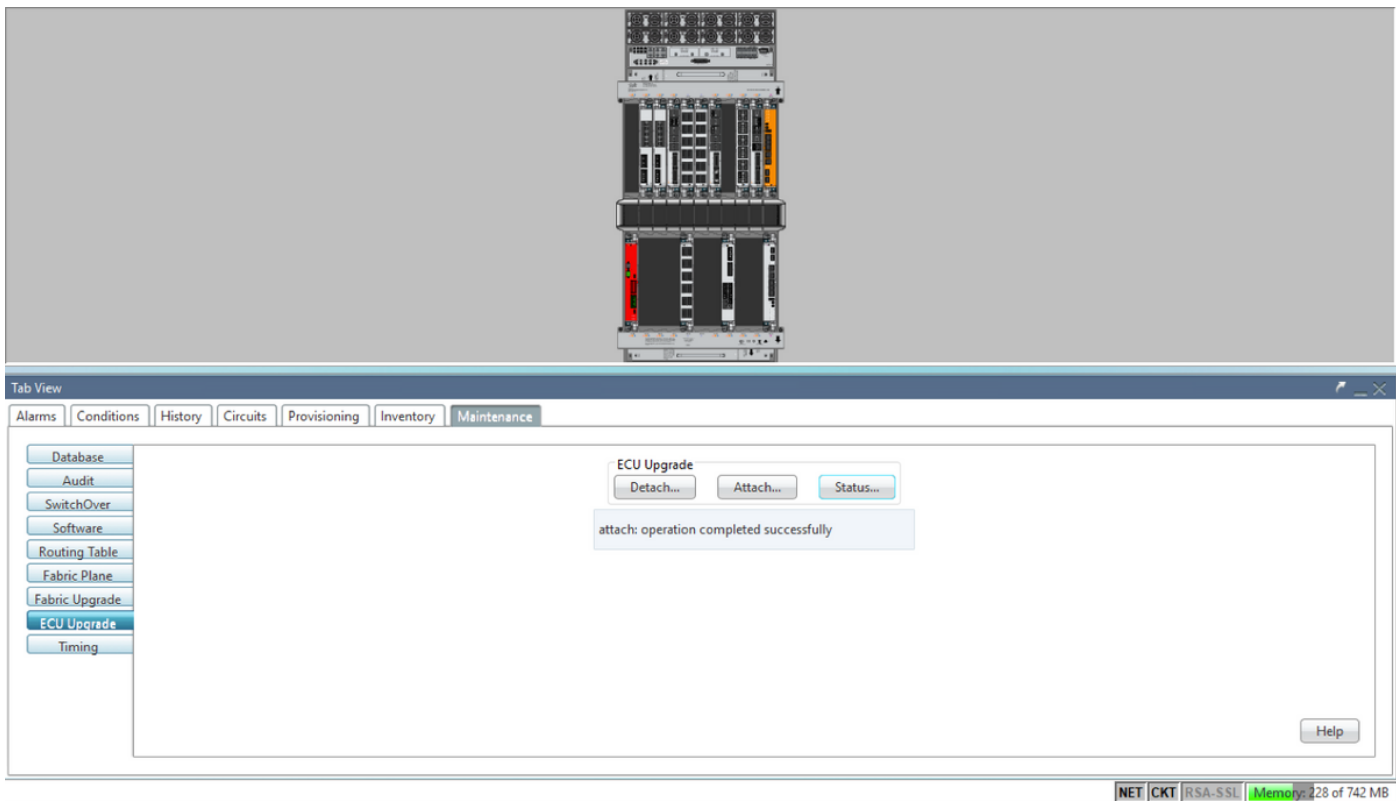 Tab View
Alarms Conditions History Circuits Provisioning Inventory Maintenance
Database
Audit
SwitchOver
Software
Routing Table
Fabric Plane
Fabric Upgrade
ECU Upgrade
Timing
ECU Upgrade
Detach... Attach... Status...
attach: operation completed successfully
Help
NET CKT RSA-SSL Memory: 228 of 742 MB